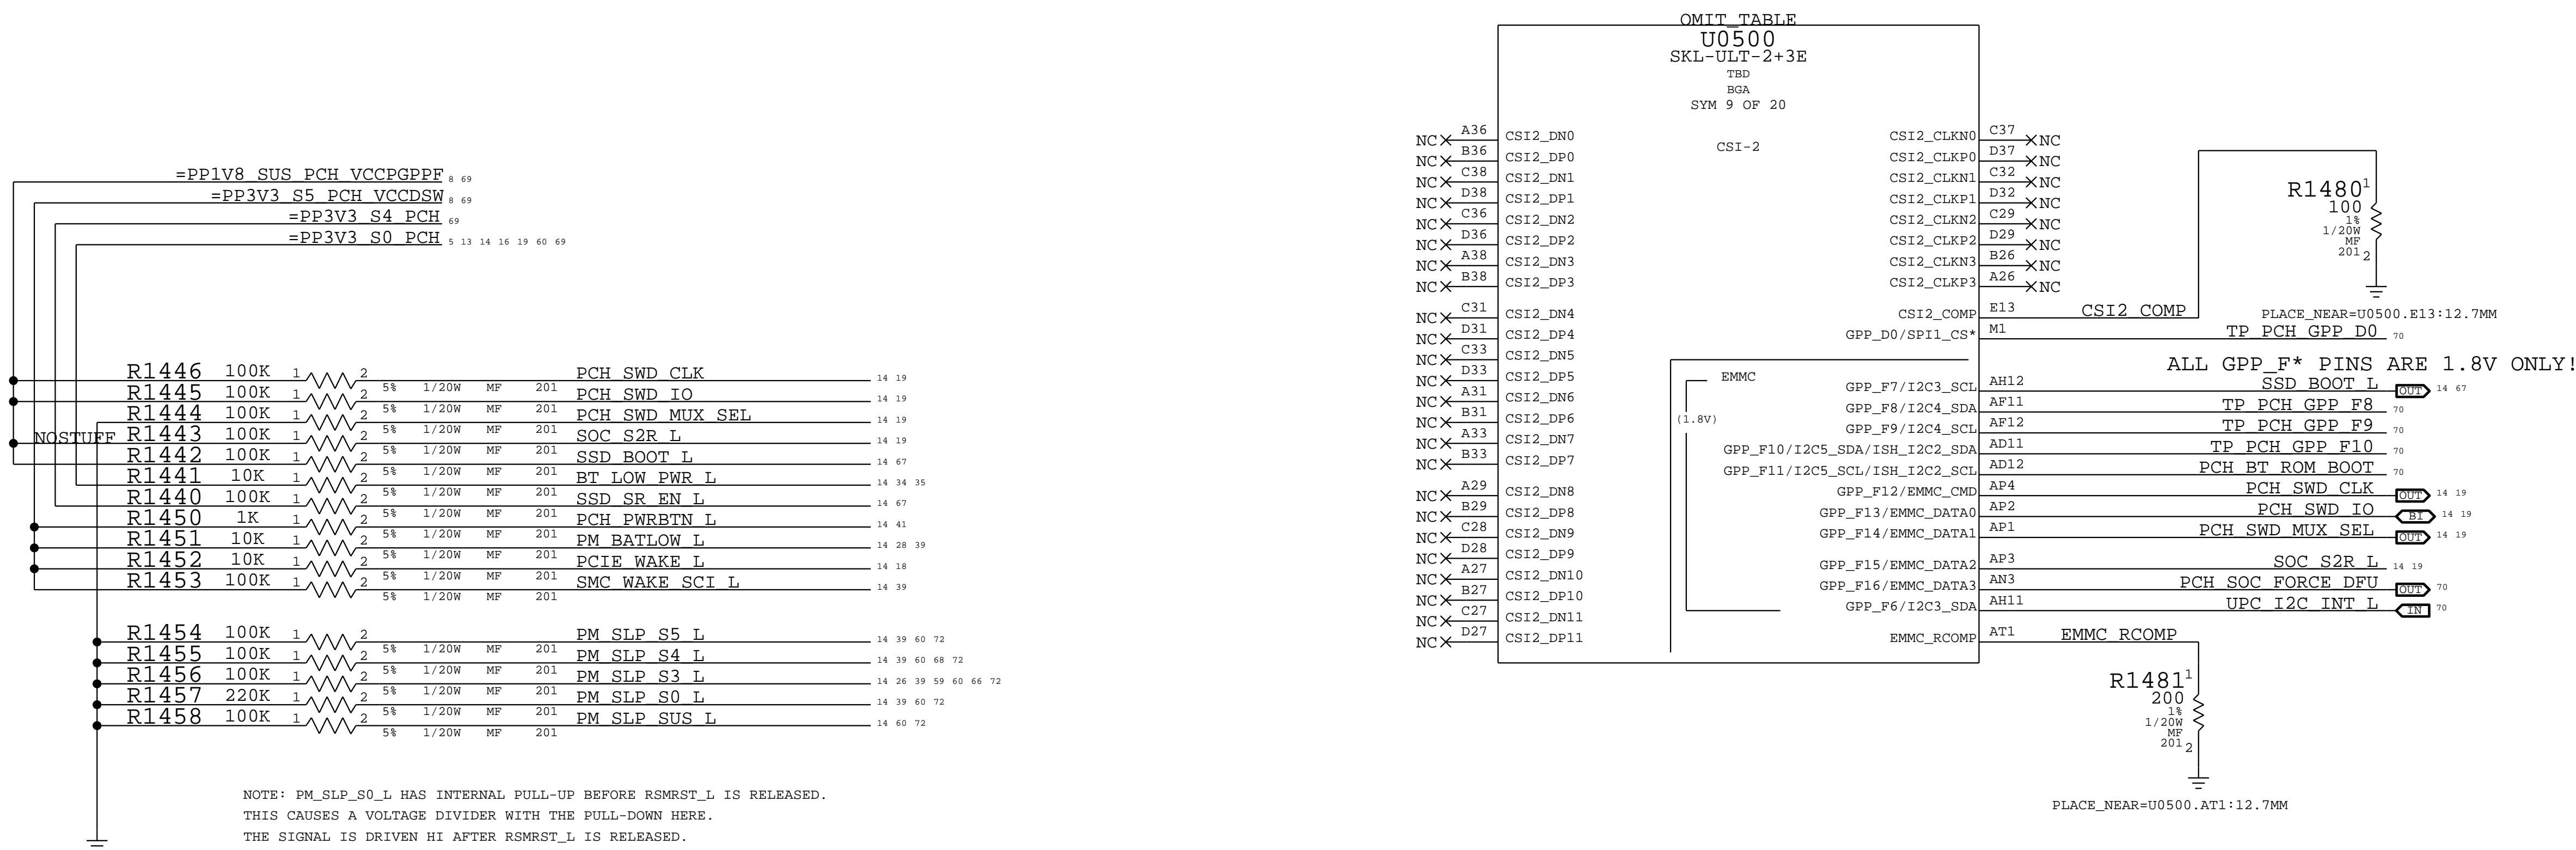 =PP1V8_SUS_PCH_VCCPGPPF 8 69
=PP3V3_S5_PCH_VCCDSW 8 69
=PP3V3_S4_PCH 69
=PP3V3_S0_PCH 5 13 14 16 19 60 69
R1446 100K 1 2 5% 1/20W MF 201 PCH_SWD_CLK 14 19
R1445 100K 1 2 5% 1/20W MF 201 PCH_SWD_IO 14 19
R1444 100K 1 2 5% 1/20W MF 201 PCH_SWD_MUX_SEL 14 19
NOSTUFF R1443 100K 1 2 5% 1/20W MF 201 SOC_S2R_L 14 19
R1442 100K 1 2 5% 1/20W MF 201 SSD_BOOT_L 14 67
R1441 10K 1 2 5% 1/20W MF 201 BT_LOW_PWR_L 14 34 35
R1440 100K 1 2 5% 1/20W MF 201 SSD_SR_EN_L 14 67
R1450 1K 1 2 5% 1/20W MF 201 PCH_PWRBTN_L 14 41
R1451 10K 1 2 5% 1/20W MF 201 PM_BATLOW_L 14 28 39
R1452 10K 1 2 5% 1/20W MF 201 PCIE_WAKE_L 14 18
R1453 100K 1 2 5% 1/20W MF 201 SMC_WAKE_SCI_L 14 39
R1454 100K 1 2 5% 1/20W MF 201 PM_SLP_S5_L 14 39 60 72
R1455 100K 1 2 5% 1/20W MF 201 PM_SLP_S4_L 14 39 60 68 72
R1456 100K 1 2 5% 1/20W MF 201 PM_SLP_S3_L 14 26 39 59 60 66 72
R1457 220K 1 2 5% 1/20W MF 201 PM_SLP_S0_L 14 39 60 72
R1458 100K 1 2 5% 1/20W MF 201 PM_SLP_SUS_L 14 60 72
NOTE: PM_SLP_S0_L HAS INTERNAL PULL-UP BEFORE RSMRST_L IS RELEASED.
THIS CAUSES A VOLTAGE DIVIDER WITH THE PULL-DOWN HERE.
THE SIGNAL IS DRIVEN HI AFTER RSMRST_L IS RELEASED.
OMIT_TABLE
U0500
SKL-ULT-2+3E
TBD
BGA
SYM 9 OF 20
CSI-2
NC A36 CSI2_DN0
NC B36 CSI2_DP0
NC C38 CSI2_DN1
NC D38 CSI2_DP1
NC C36 CSI2_DN2
NC D36 CSI2_DP2
NC A38 CSI2_DN3
NC B38 CSI2_DP3
NC C31 CSI2_DN4
NC D31 CSI2_DP4
NC C33 CSI2_DN5
NC D33 CSI2_DP5
NC A31 CSI2_DN6
NC B31 CSI2_DP6
NC A33 CSI2_DN7
NC B33 CSI2_DP7
NC A29 CSI2_DN8
NC B29 CSI2_DP8
NC C28 CSI2_DN9
NC D28 CSI2_DP9
NC A27 CSI2_DN10
NC B27 CSI2_DP10
NC C27 CSI2_DN11
NC D27 CSI2_DP11
CSI2_CLKN0 C37 NC
CSI2_CLKP0 D37 NC
CSI2_CLKN1 C32 NC
CSI2_CLKP1 D32 NC
CSI2_CLKN2 C29 NC
CSI2_CLKP2 D29 NC
CSI2_CLKN3 B26 NC
CSI2_CLKP3 A26 NC
CSI2_COMP E13 CSI2_COMP
GPP_D0/SPI1_CS* M1 TP_PCH_GPP_D0 70
R1480 1
100
1%
1/20W
MF
201 2
PLACE_NEAR=U0500.E13:12.7MM
ALL GPP_F* PINS ARE 1.8V ONLY!
EMMC
(1.8V)
GPP_F7/I2C3_SCL AH12 SSD_BOOT_L OUT 14 67
GPP_F8/I2C4_SDA AF11 TP_PCH_GPP_F8 70
GPP_F9/I2C4_SCL AF12 TP_PCH_GPP_F9 70
GPP_F10/I2C5_SDA/ISH_I2C2_SDA AD11 TP_PCH_GPP_F10 70
GPP_F11/I2C5_SCL/ISH_I2C2_SCL AD12 PCH_BT_ROM_BOOT 70
GPP_F12/EMMC_CMD AP4 PCH_SWD_CLK OUT 14 19
GPP_F13/EMMC_DATA0 AP2 PCH_SWD_IO BI 14 19
GPP_F14/EMMC_DATA1 AP1 PCH_SWD_MUX_SEL OUT 14 19
GPP_F15/EMMC_DATA2 AP3 SOC_S2R_L 14 19
GPP_F16/EMMC_DATA3 AN3 PCH_SOC_FORCE_DFU OUT 70
GPP_F6/I2C3_SDA AH11 UPC_I2C_INT_L IN 70
EMMC_RCOMP AT1 EMMC_RCOMP
R1481 1
200
1%
1/20W
MF
201 2
PLACE_NEAR=U0500.AT1:12.7MM